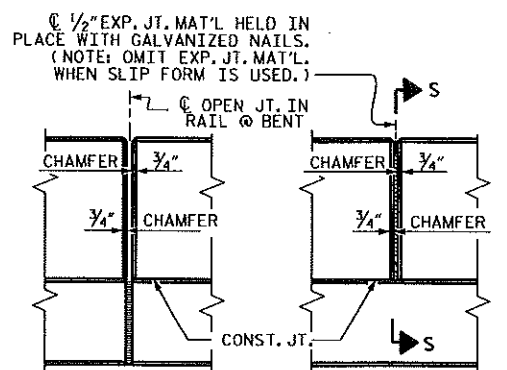 ℄ 1/2" EXP. JT. MAT'L HELD IN
PLACE WITH GALVANIZED NAILS.
(NOTE: OMIT EXP. JT. MAT'L.
WHEN SLIP FORM IS USED.)
S
℄ OPEN JT. IN
RAIL @ BENT
CHAMFER 3/4"
CHAMFER 3/4"
3/4" CHAMFER
3/4" CHAMFER
CONST. JT.
S